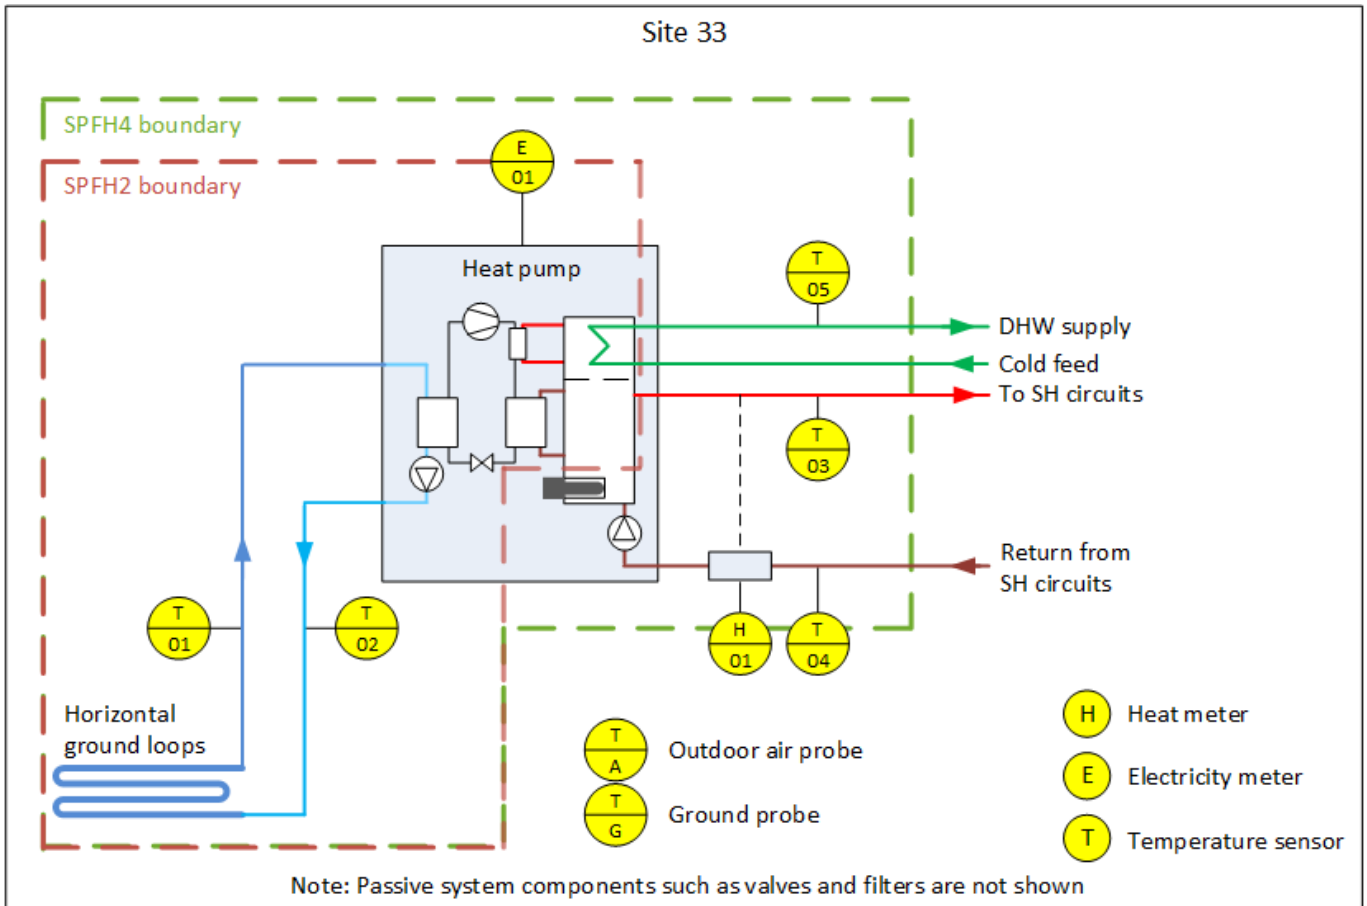 Site 33
SPFH4 boundary
SPFH2 boundary
E
01
Heat pump
T
05
DHW supply
Cold feed
To SH circuits
T
03
Return from
SH circuits
T
01
T
02
H
01
T
04
Horizontal
ground loops
T
A
Outdoor air probe
T
G
Ground probe
H
Heat meter
E
Electricity meter
T
Temperature sensor
Note: Passive system components such as valves and filters are not shown